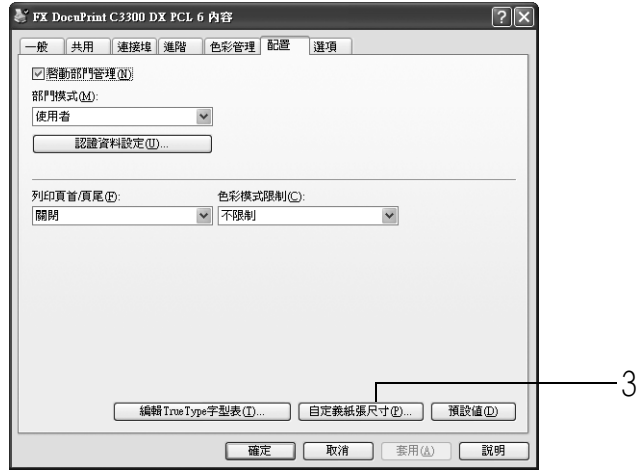 FX DocuPrint C3300 DX PCL 6 內容
一般 共用 連接埠 進階 色彩管理 配置 選項
啟動部門管理(N)
部門模式(M):
使用者
認證資料設定(U)...
列印頁首/頁尾(F): 色彩模式限制(C):
關閉 不限制
編輯TrueType字型表(T)... 自定義紙張尺寸(P)... 預設值(D)
3
確定 取消 套用(A) 說明